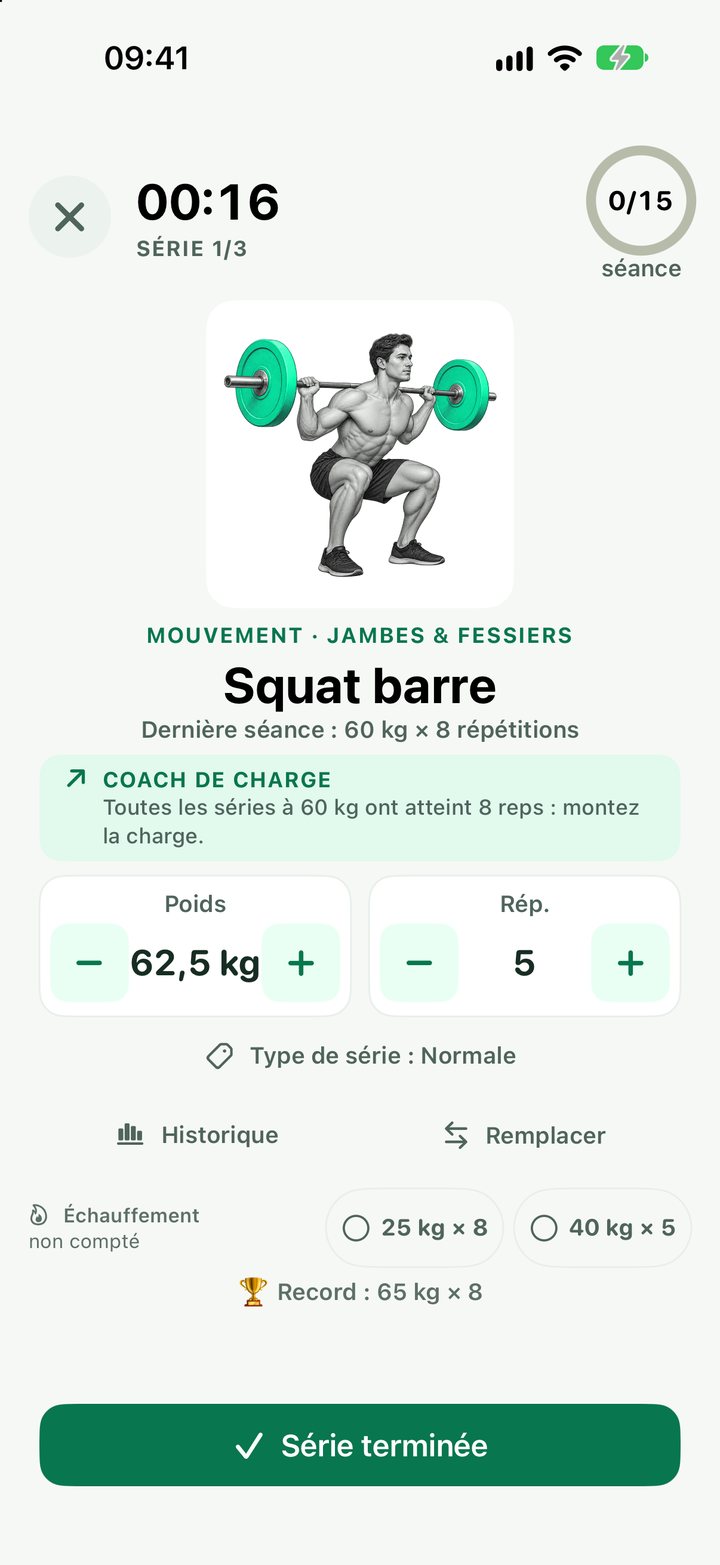 09:41
00:16
SÉRIE 1/3
0/15
séance
MOUVEMENT · JAMBES & FESSIERS
Squat barre
Dernière séance : 60 kg × 8 répétitions
COACH DE CHARGE
Toutes les séries à 60 kg ont atteint 8 reps : montez
la charge.
Poids
Rép.
− 62,5 kg +
− 5 +
Type de série : Normale
Historique
Remplacer
Échauffement
non compté
25 kg × 8
40 kg × 5
Record : 65 kg × 8
Série terminée